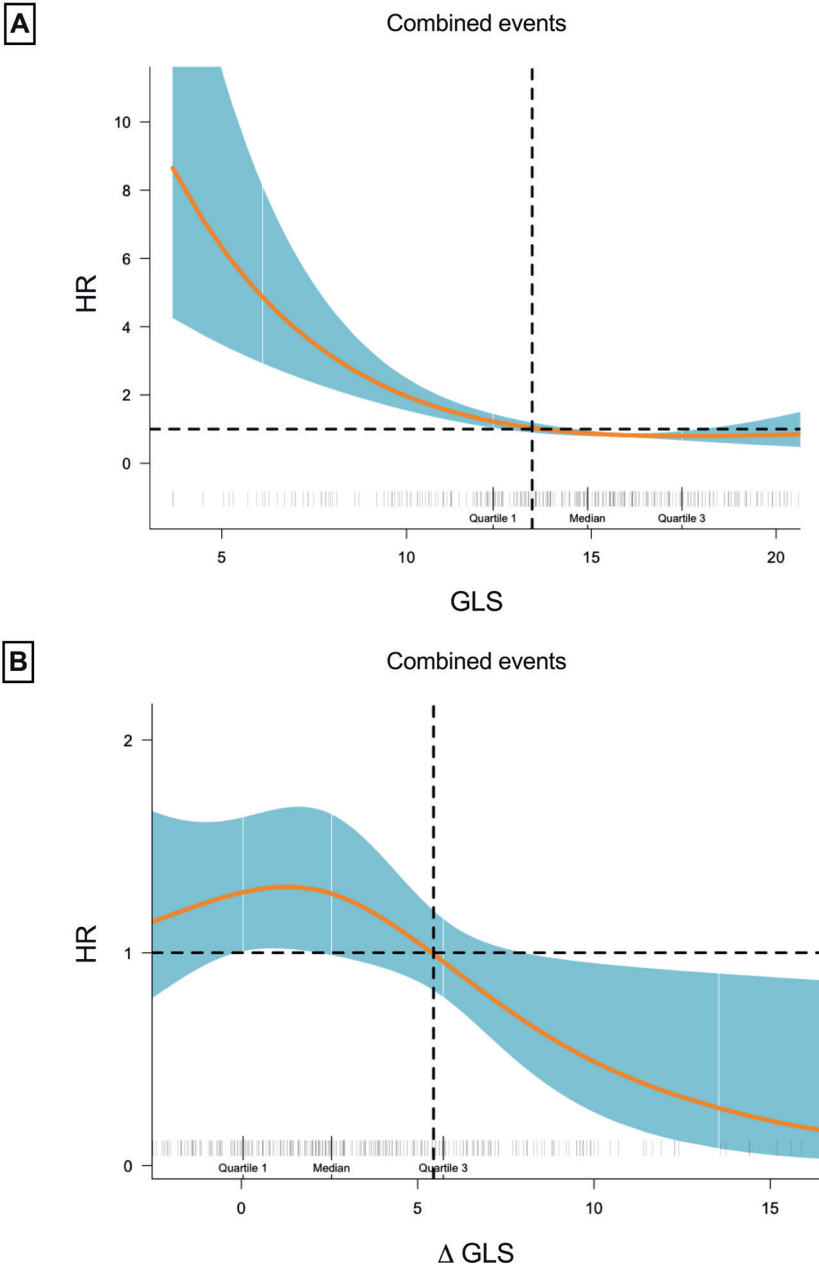 A
Combined events
10
8
6
4
2
0
HR
Quartile 1 Median Quartile 3
5 10 15 20
GLS
B
Combined events
2
1
0
HR
Quartile 1 Median Quartile 3
0 5 10 15
Δ GLS